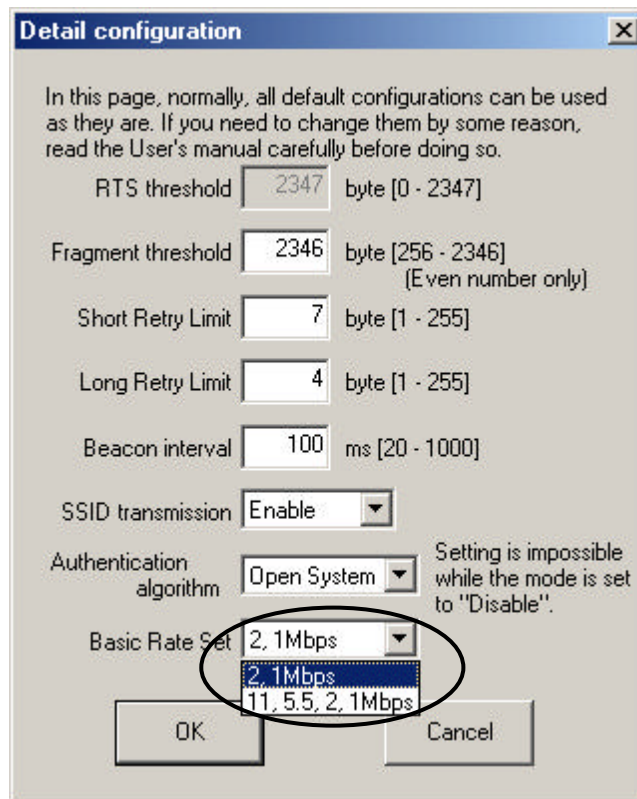 Detail configuration
In this page, normally, all default configurations can be used
as they are. If you need to change them by some reason,
read the User's manual carefully before doing so.
RTS threshold 2347 byte [0 - 2347]
Fragment threshold 2346 byte [256 - 2346]
(Even number only)
Short Retry Limit 7 byte [1 - 255]
Long Retry Limit 4 byte [1 - 255]
Beacon interval 100 ms [20 - 1000]
SSID transmission Enable
Authentication
algorithm Open System
Setting is impossible
while the mode is set
to "Disable".
Basic Rate Set 2, 1Mbps
2, 1Mbps
11, 5.5, 2, 1Mbps
OK Cancel